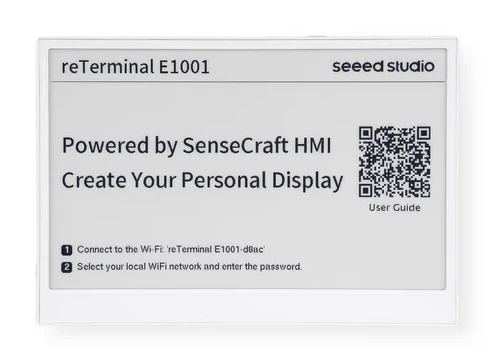 reTerminal E1001
seeed studio
Powered by SenseCraft HMI
Create Your Personal Display
User Guide
1 Connect to the Wi-Fi: 'reTerminal E1001-d8ac'
2 Select your local WiFi network and enter the password.